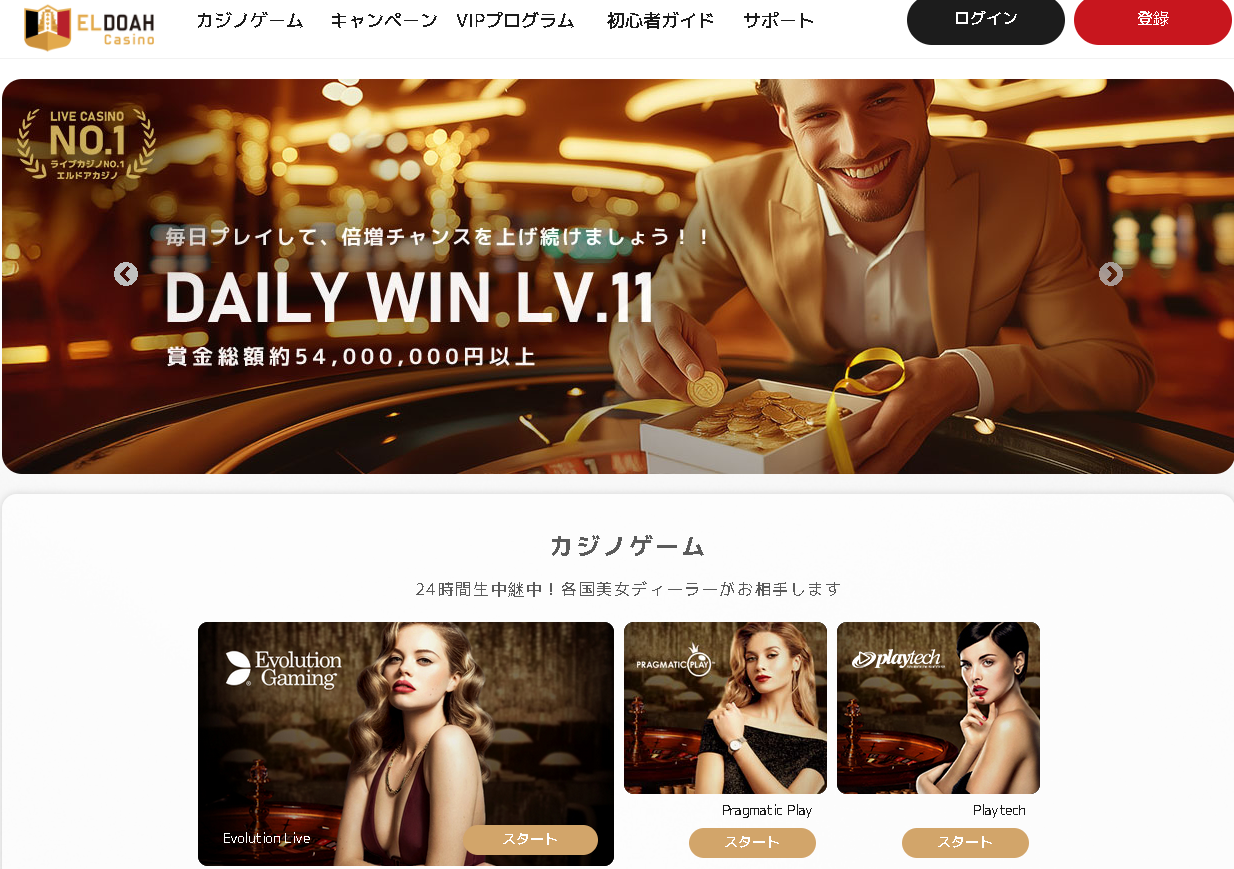 ELDOAH
Casino
カジノゲーム キャンペーン VIPプログラム 初心者ガイド サポート
ログイン 登錄
LIVE CASINO
NO.1
ライブカジノNO.1
エルドアカジノ
毎日プレイして、倍増チャンスを上げ続けましょう！！
DAILY WIN LV.11
賞金総額約54,000,000円以上
カジノゲーム
24時間生中継中！各国美女ディーラーがお相手します
Evolution
Gaming
PRAGMATIC PLAY
playtech
Evolution Live スタート
Pragmatic Play
スタート
Playtech
スタート